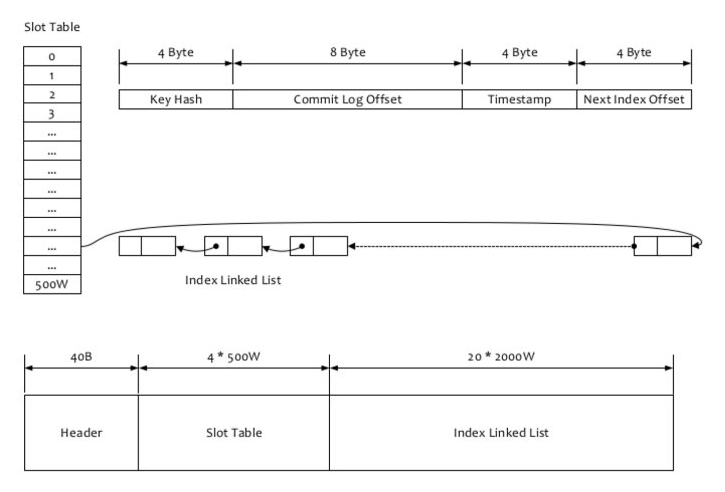 Slot Table
0
1
2
3
...
...
...
...
...
...
...
...
500W
4 Byte
8 Byte
4 Byte
4 Byte
Key Hash
Commit Log Offset
Timestamp
Next Index Offset
Index Linked List
40B
4 * 500W
20 * 2000W
Header
Slot Table
Index Linked List